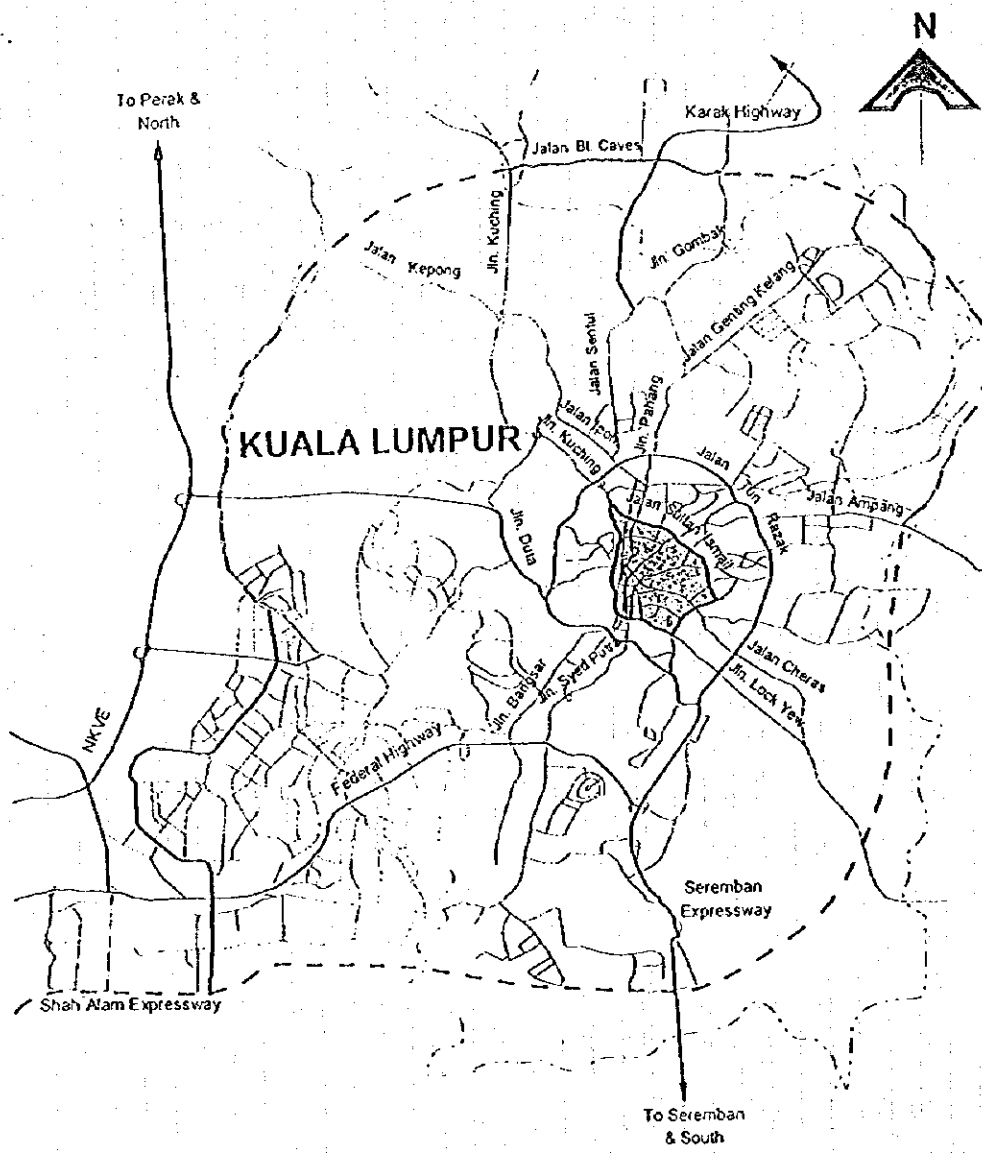 N
To Perak &
North
Karak Highway
Jalan Bt. Caves
Jln. Kuching
Jalan Kepong
Jln. Gombak
Jalan Genting Kelang
Jalan Sentul
Jln. Pahang
Jalan Ipoh
Jln. Kuching
KUALA LUMPUR
Jalan Tun Razak
Jalan Ampang
Jalan Sultan Ismail
Jln. Duta
Jalan Cheras
Jln. Lock Yew
Jln. Bangsar
Jln. Syed Putra
NKVE
Federal Highway
Seremban
Expressway
Shah Alam Expressway
To Seremban
& South